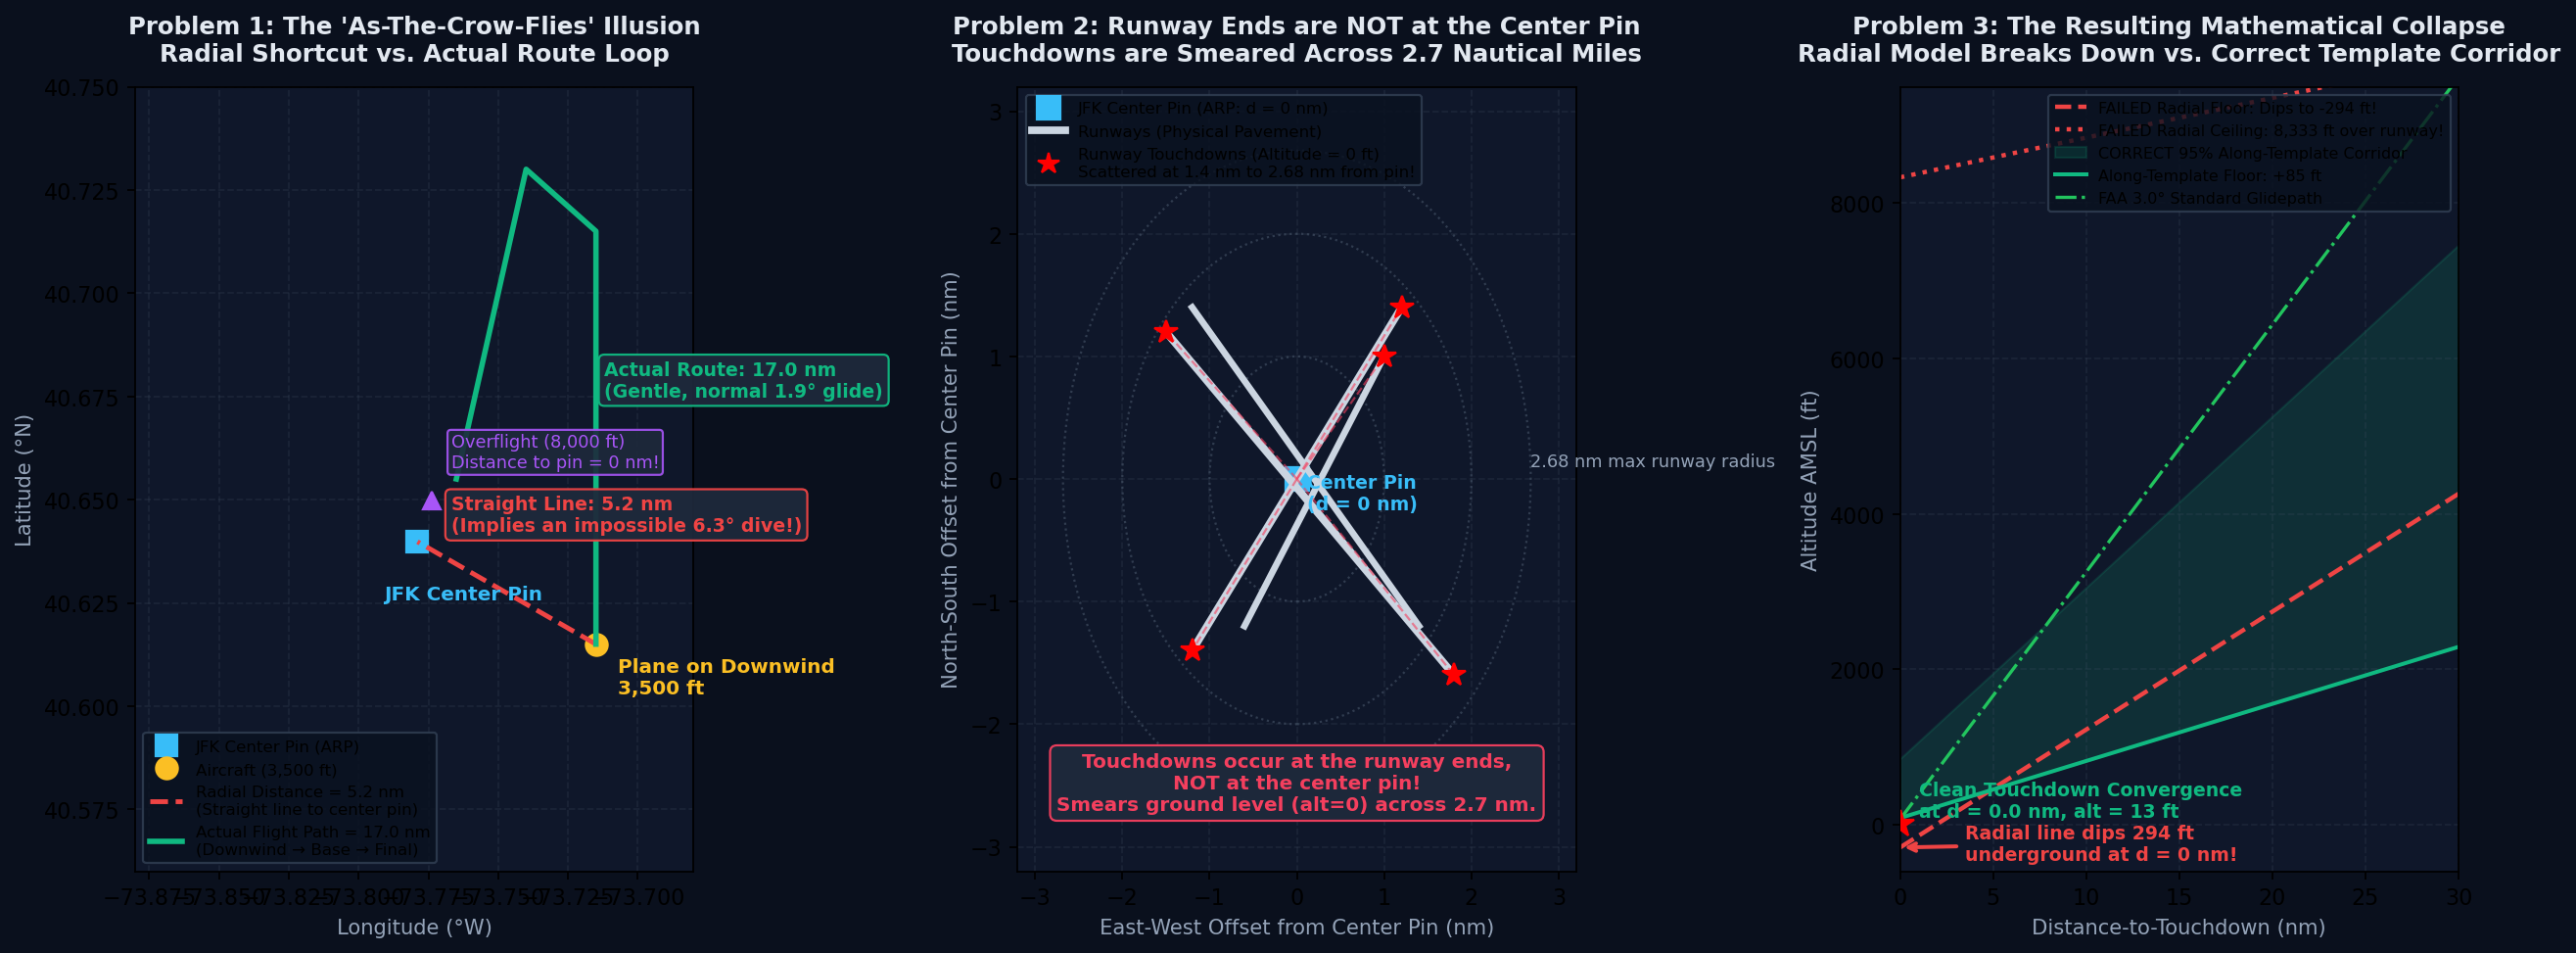 Problem 1: The 'As-The-Crow-Flies' Illusion
Radial Shortcut vs. Actual Route Loop
40.750
40.725
40.700
40.675
40.650
40.625
40.600
40.575
Latitude (°N)
Actual Route: 17.0 nm
(Gentle, normal 1.9° glide)
Overflight (8,000 ft)
Distance to pin = 0 nm!
Straight Line: 5.2 nm
(Implies an impossible 6.3° dive!)
JFK Center Pin
Plane on Downwind
3,500 ft
JFK Center Pin (ARP)
Aircraft (3,500 ft)
Radial Distance = 5.2 nm
(Straight line to center pin)
Actual Flight Path = 17.0 nm
(Downwind → Base → Final)
−73.875
−73.850
−73.825
−73.800
−73.775
−73.750
−73.725
−73.700
Longitude (°W)
Problem 2: Runway Ends are NOT at the Center Pin
Touchdowns are Smeared Across 2.7 Nautical Miles
JFK Center Pin (ARP: d = 0 nm)
Runways (Physical Pavement)
Runway Touchdowns (Altitude = 0 ft)
Scattered at 1.4 nm to 2.68 nm from pin!
3
2
1
0
−1
−2
−3
North-South Offset from Center Pin (nm)
2.68 nm max runway radius
Center Pin
(d = 0 nm)
Touchdowns occur at the runway ends,
NOT at the center pin!
Smears ground level (alt=0) across 2.7 nm.
−3
−2
−1
0
1
2
3
East-West Offset from Center Pin (nm)
Problem 3: The Resulting Mathematical Collapse
Radial Model Breaks Down vs. Correct Template Corridor
FAILED Radial Floor: Dips to -294 ft!
FAILED Radial Ceiling: 8,333 ft over runway!
CORRECT 95% Along-Template Corridor
Along-Template Floor: +85 ft
FAA 3.0° Standard Glidepath
8000
6000
4000
2000
0
Altitude AMSL (ft)
Clean Touchdown Convergence
at d = 0.0 nm, alt = 13 ft
Radial line dips 294 ft
underground at d = 0 nm!
0
5
10
15
20
25
30
Distance-to-Touchdown (nm)